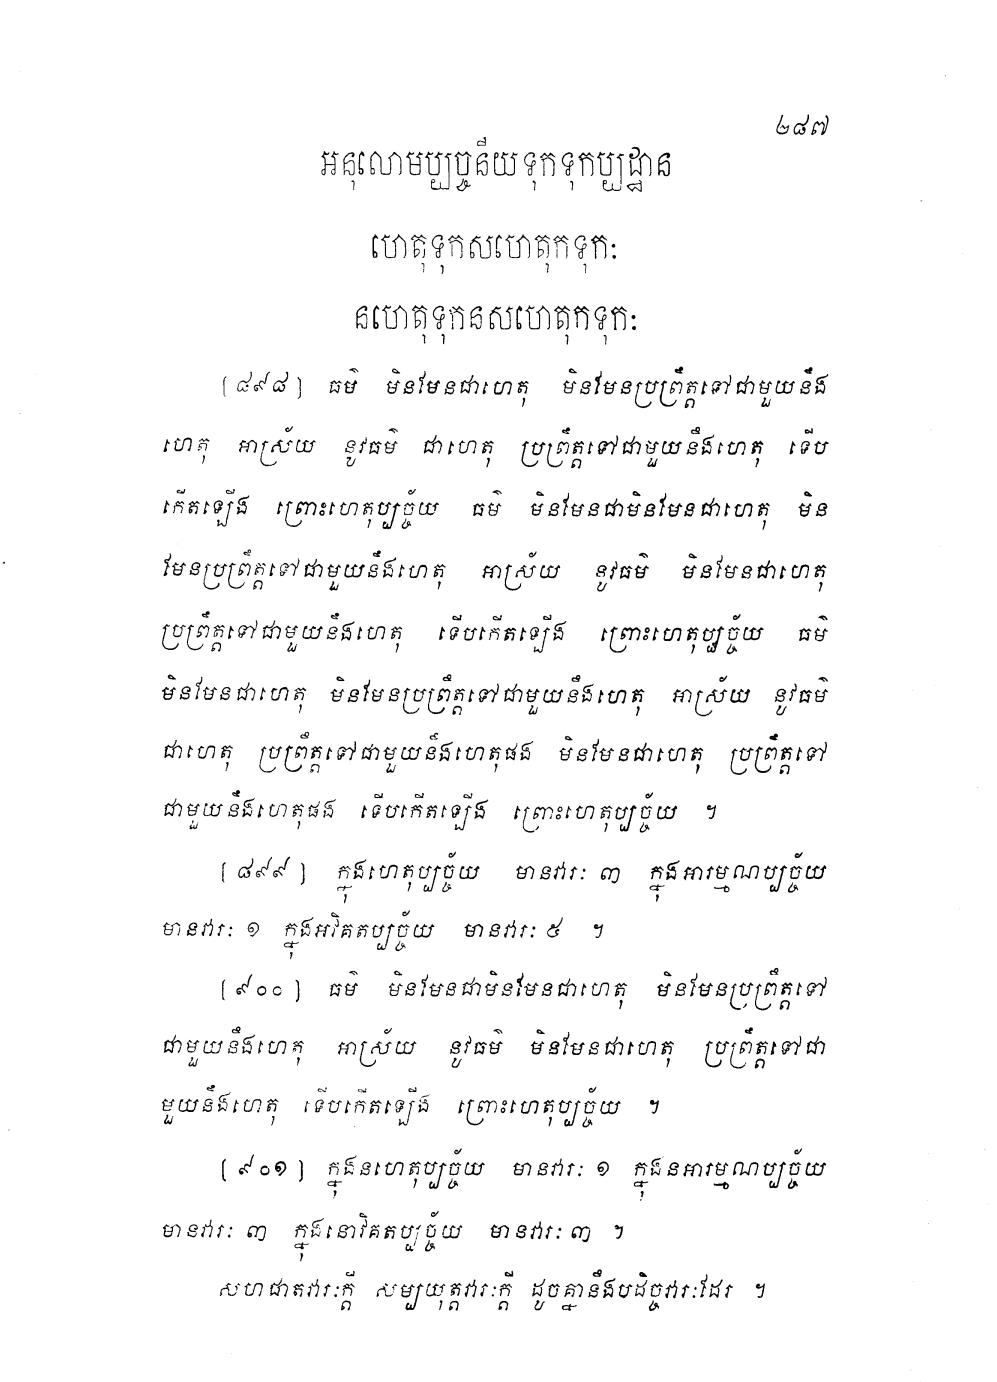 ២៨៧
អនុលោមប្បច្ចនីយទុកទុកប្បដ្ឋាន
ហេតុទុកសហេតុកទុកៈ
នហេតុទុកនសហេតុកទុកៈ
[៨៩៨] ធម៌ មិនមែនជាហេតុ មិនមែនប្រព្រឹត្តទៅជាមួយនឹង
ហេតុ អាស្រ័យ នូវធម៌ ជាហេតុ ប្រព្រឹត្តទៅជាមួយនឹងហេតុ ទើប
កើតឡើង ព្រោះហេតុប្បច្ច័យ ធម៌ មិនមែនជាមិនមែនជាហេតុ មិន
មែនប្រព្រឹត្តទៅជាមួយនឹងហេតុ អាស្រ័យ នូវធម៌ មិនមែនជាហេតុ
ប្រព្រឹត្តទៅជាមួយនឹងហេតុ ទើបកើតឡើង ព្រោះហេតុប្បច្ច័យ ធម៌
មិនមែនជាហេតុ មិនមែនប្រព្រឹត្តទៅជាមួយនឹងហេតុ អាស្រ័យ នូវធម៌
ជាហេតុ ប្រព្រឹត្តទៅជាមួយនឹងហេតុផង មិនមែនជាហេតុ ប្រព្រឹត្តទៅ
ជាមួយនឹងហេតុផង ទើបកើតឡើង ព្រោះហេតុប្បច្ច័យ ។
[៨៩៩] ក្នុងហេតុប្បច្ច័យ មានវារៈ ៣ ក្នុងអារម្មណប្បច្ច័យ
មានវារៈ ១ ក្នុងអវិគតប្បច្ច័យ មានវារៈ ៥ ។
[៩០០] ធម៌ មិនមែនជាមិនមែនជាហេតុ មិនមែនប្រព្រឹត្តទៅ
ជាមួយនឹងហេតុ អាស្រ័យ នូវធម៌ មិនមែនជាហេតុ ប្រព្រឹត្តទៅជា
មួយនឹងហេតុ ទើបកើតឡើង ព្រោះហេតុប្បច្ច័យ ។
[៩០១] ក្នុងនហេតុប្បច្ច័យ មានវារៈ ១ ក្នុងនអារម្មណប្បច្ច័យ
មានវារៈ ៣ ក្នុងនោវិគតប្បច្ច័យ មានវារៈ ៣ ។
សហជាតវារៈក្តី សម្បយុត្តវារៈក្តី ដូចគ្នានឹងបដិច្ចវារៈដែរ ។